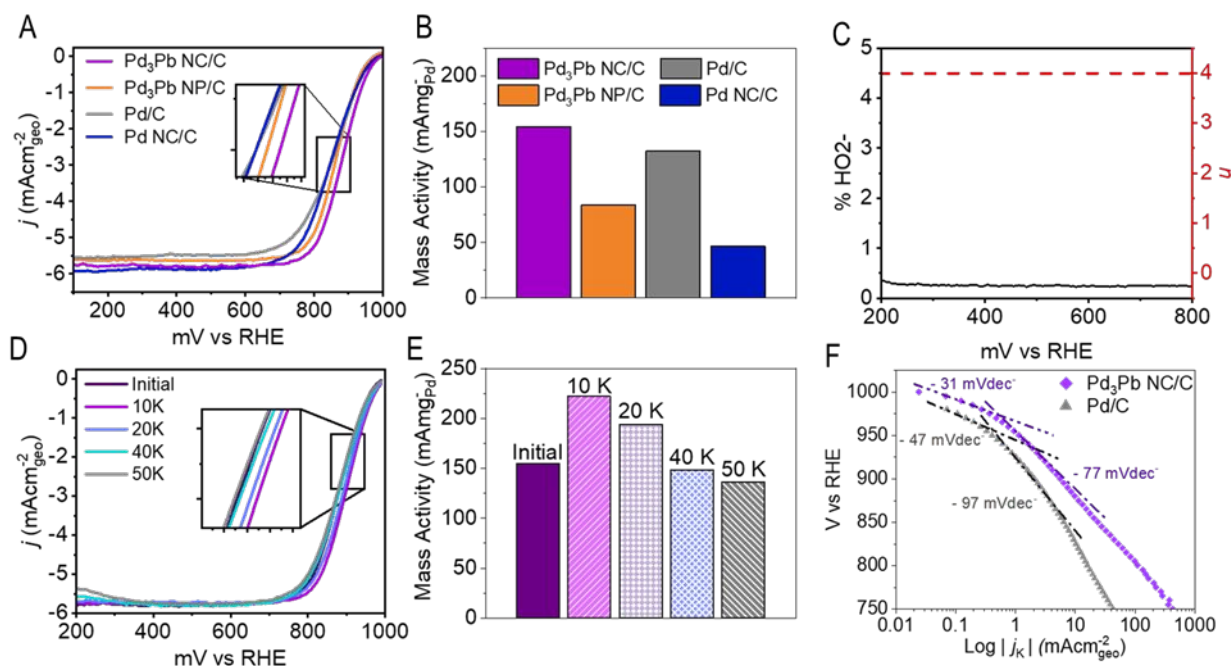 A
j (mAcm-2geo)
0
-1
-2
-3
-4
-5
-6
Pd3Pb NC/C
Pd3Pb NP/C
Pd/C
Pd NC/C
200 400 600 800 1000
mV vs RHE
B
Mass Activity (mAmg-Pd)
200
150
100
50
0
Pd3Pb NC/C Pd/C
Pd3Pb NP/C Pd NC/C
C
% HO2-
5
4
3
2
1
0
4
3
2
1
0
n
200 400 600 800
mV vs RHE
D
j (mAcm-2geo)
0
-1
-2
-3
-4
-5
-6
Initial
10K
20K
40K
50K
200 400 600 800 1000
mV vs RHE
E
Mass Activity (mAmg-Pd)
250
200
150
100
50
0
Initial
10 K
20 K
40 K
50 K
F
V vs RHE
1000
950
900
850
800
750
- 31 mVdec-
- 47 mVdec-
- 77 mVdec-
- 97 mVdec-
Pd3Pb NC/C
Pd/C
0.01 0.1 1 10 100 1000
Log | jK | (mAcm-2geo)